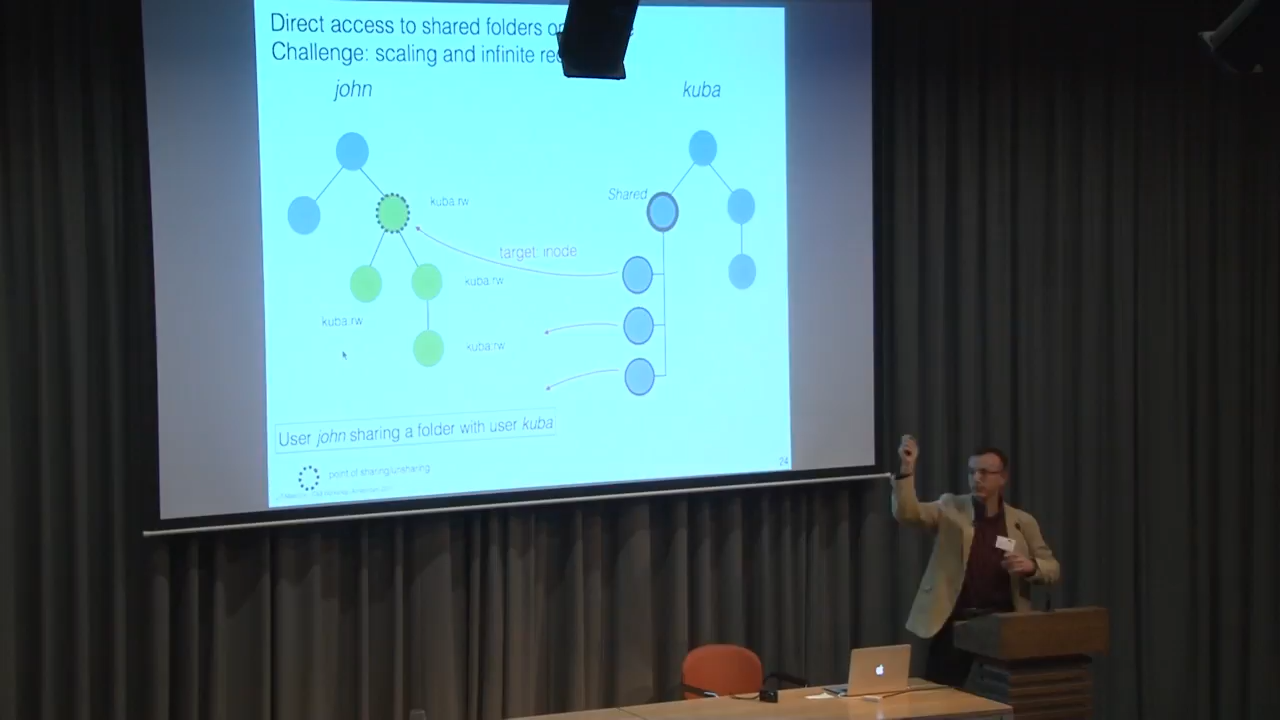 Direct access to shared folders
Challenge: scaling and infinite
john
kuba
Shared
kuba:rw
target: inode
kuba:rw
kuba:rw
kuba:rw
User john sharing a folder with user kuba
point of sharing/unsharing
24